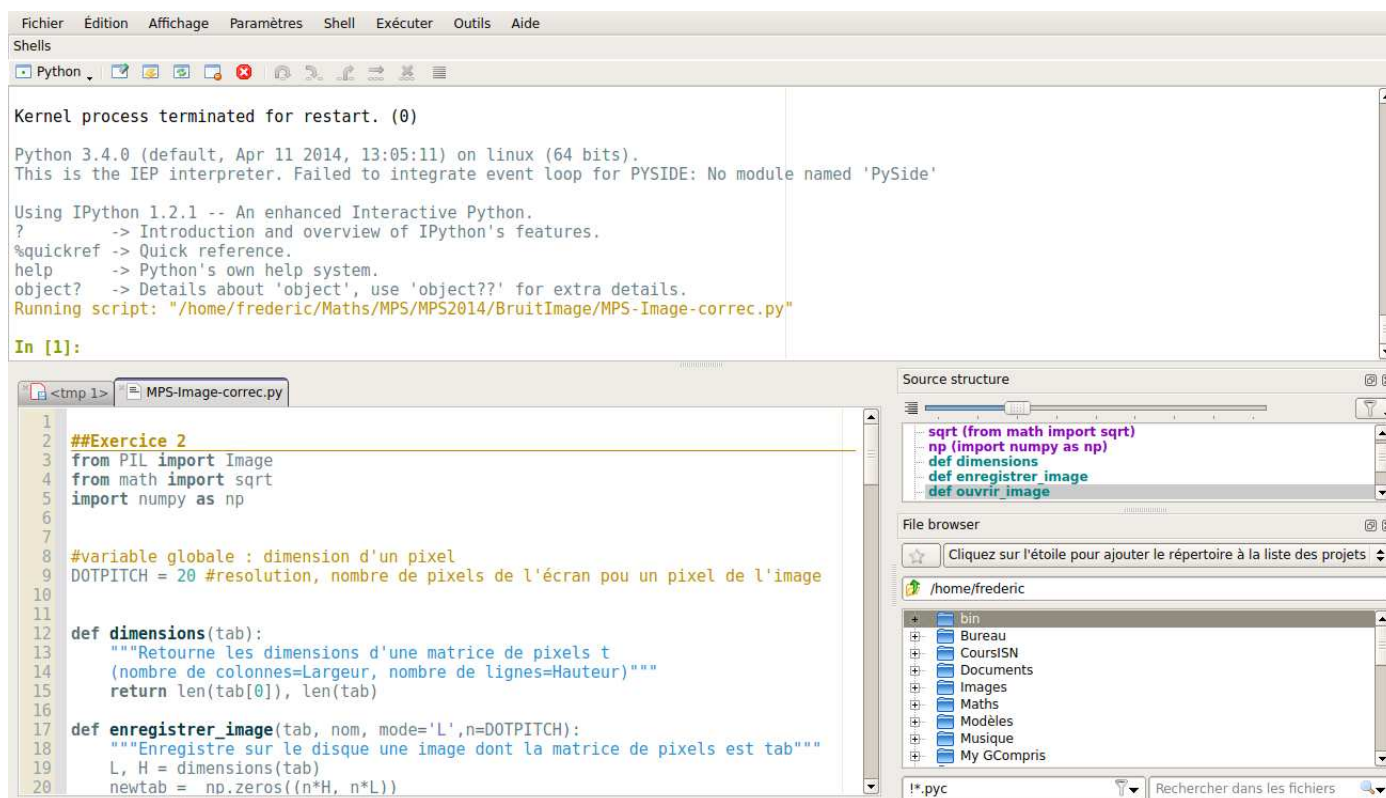 Fichier Édition Affichage Paramètres Shell Exécuter Outils Aide
Shells
Python
Kernel process terminated for restart. (0)
Python 3.4.0 (default, Apr 11 2014, 13:05:11) on linux (64 bits).
This is the IEP interpreter. Failed to integrate event loop for PYSIDE: No module named 'PySide'
Using IPython 1.2.1 -- An enhanced Interactive Python.
?         -> Introduction and overview of IPython's features.
%quickref -> Quick reference.
help      -> Python's own help system.
object?   -> Details about 'object', use 'object??' for extra details.
Running script: "/home/frederic/Maths/MPS/MPS2014/BruitImage/MPS-Image-correc.py"
In [1]:
<tmp 1> MPS-Image-correc.py
1
2 ##Exercice 2
3 from PIL import Image
4 from math import sqrt
5 import numpy as np
6
7
8 #variable globale : dimension d'un pixel
9 DOTPITCH = 20 #resolution, nombre de pixels de l'écran pou un pixel de l'image
10
11
12 def dimensions(tab):
13     """Retourne les dimensions d'une matrice de pixels t
14     (nombre de colonnes=Largeur, nombre de lignes=Hauteur)"""
15     return len(tab[0]), len(tab)
16
17 def enregistrer_image(tab, nom, mode='L',n=DOTPITCH):
18     """Enregistre sur le disque une image dont la matrice de pixels est tab"""
19     L, H = dimensions(tab)
20     newtab =  np.zeros((n*H, n*L))
Source structure
sqrt (from math import sqrt)
np (import numpy as np)
def dimensions
def enregistrer_image
def ouvrir_image
File browser
Cliquez sur l'étoile pour ajouter le répertoire à la liste des projets
/home/frederic
bin
Bureau
CoursISN
Documents
Images
Maths
Modèles
Musique
My GCompris
!*.pyc Rechercher dans les fichiers